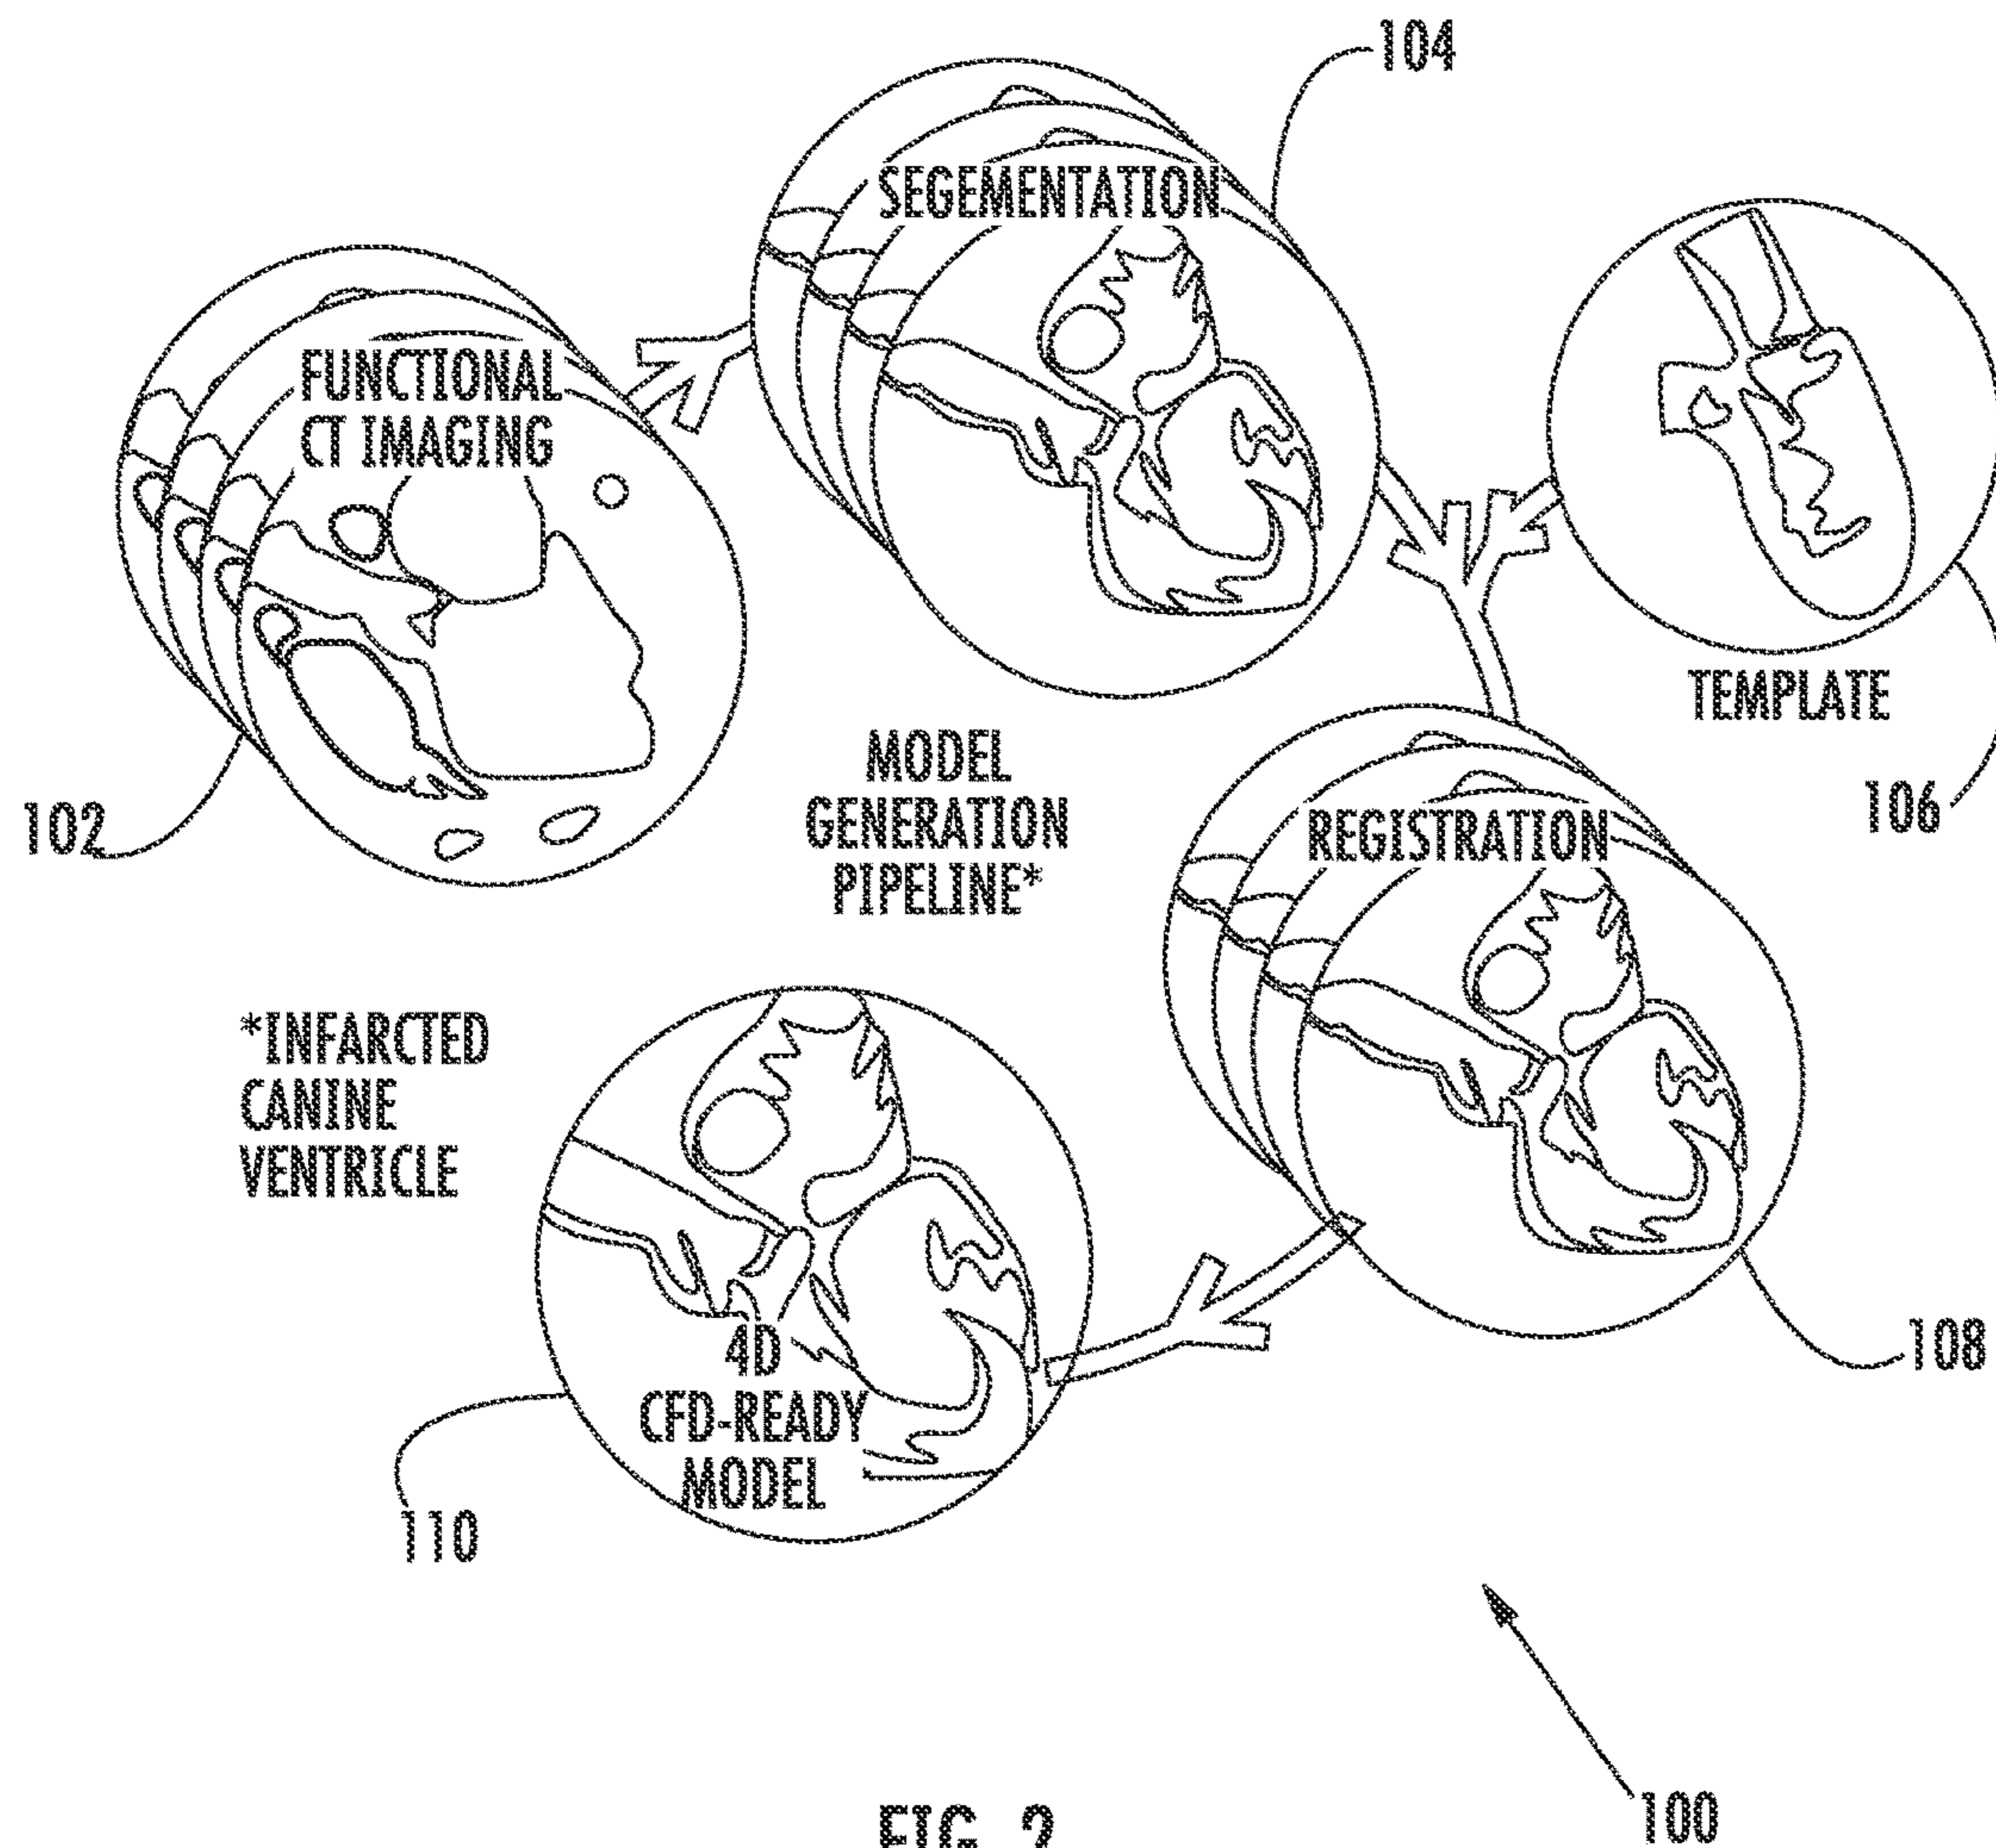 104
SEGEMENTATION
FUNCTIONAL
CT IMAGING
TEMPLATE
102
106
MODEL
GENERATION
PIPELINE*
REGISTRATION
*INFARCTED
CANINE
VENTRICLE
4D
CFD-READY
MODEL
108
110
100
FIG. 2